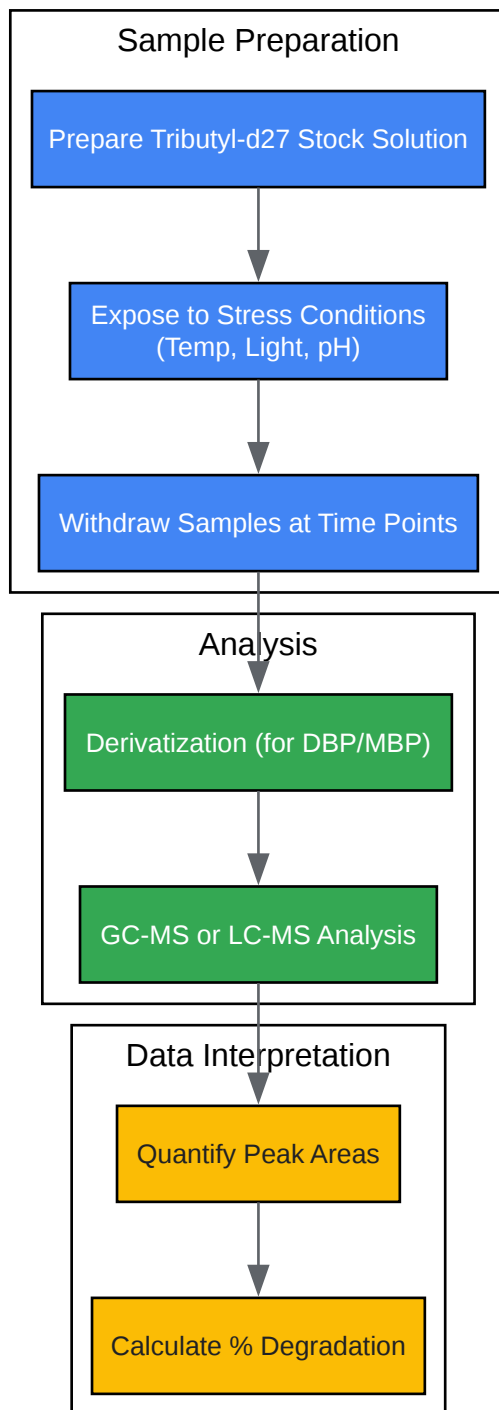 Sample Preparation
Prepare Tributyl-d27 Stock Solution
Expose to Stress Conditions
(Temp, Light, pH)
Withdraw Samples at Time Points
Analysis
Derivatization (for DBP/MBP)
GC-MS or LC-MS Analysis
Data Interpretation
Quantify Peak Areas
Calculate % Degradation